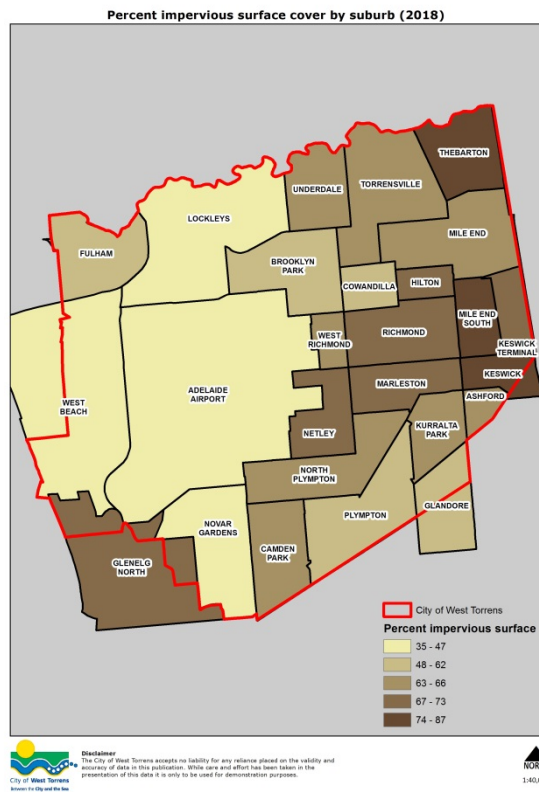 Percent impervious surface cover by suburb (2018)
THEBARTON
UNDERDALE
TORRENSVILLE
LOCKLEYS
MILE END
FULHAM
BROOKLYN
PARK
COWANDILLA
HILTON
MILE END
SOUTH
WEST
RICHMOND
RICHMOND
KESWICK
TERMINAL
KESWICK
MARLESTON
ADELAIDE
AIRPORT
ASHFORD
WEST
BEACH
KURRALTA
PARK
NETLEY
NORTH
PLYMPTON
GLANDORE
PLYMPTON
NOVAR
GARDENS
CAMDEN
PARK
GLENELG
NORTH
City of West Torrens
Percent impervious surface
35 - 47
48 - 62
63 - 66
67 - 73
74 - 87
City of West Torrens
Between the City and the Sea
Disclaimer
The City of West Torrens accepts no liability for any reliance placed on the validity and
accuracy of data in this publication. While care and effort has been taken in the
presentation of this data it is only to be used for demonstration purposes.
NOR
1:40,0